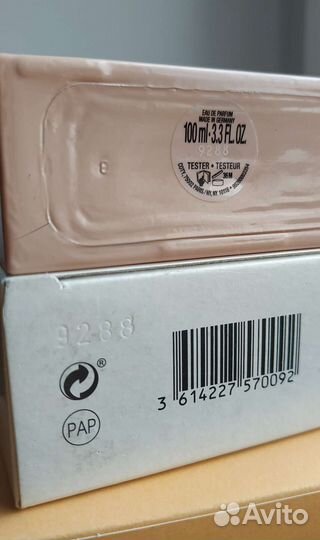 EAU DE PARFUM
MADE IN GERMANY
100 ml • 3.3 FL. OZ.
9288
TESTER • TESTEUR
36M
9288
®
PAP
3 614227 570092
Avito